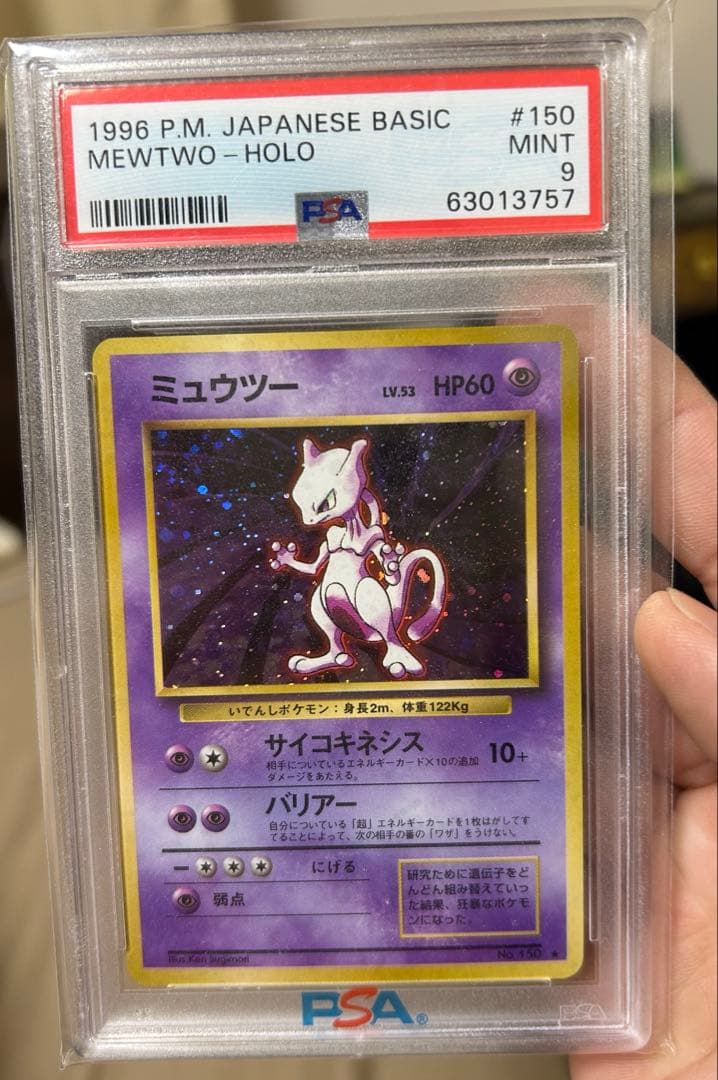 1996 P.M. JAPANESE BASIC #150
MEWTWO – HOLO MINT
9
PSA 63013757
ミュウツー LV.53 HP60
いでんしポケモン：身長2m、体重122Kg
サイコキネシス 10+
相手についているエネルギーカード×10の追加
ダメージをあたえる。
バリアー
自分についている「超」エネルギーカードを1枚はがしてす
てることによって、次の相手の番の「ワザ」をうけない。
にげる
弱点
研究ために遺伝子をど
んどん組み替えていっ
た結果、狂暴なポケモ
ンになった。
Illus.Ken Sugimori No. 150 ★
PSA®
PSA